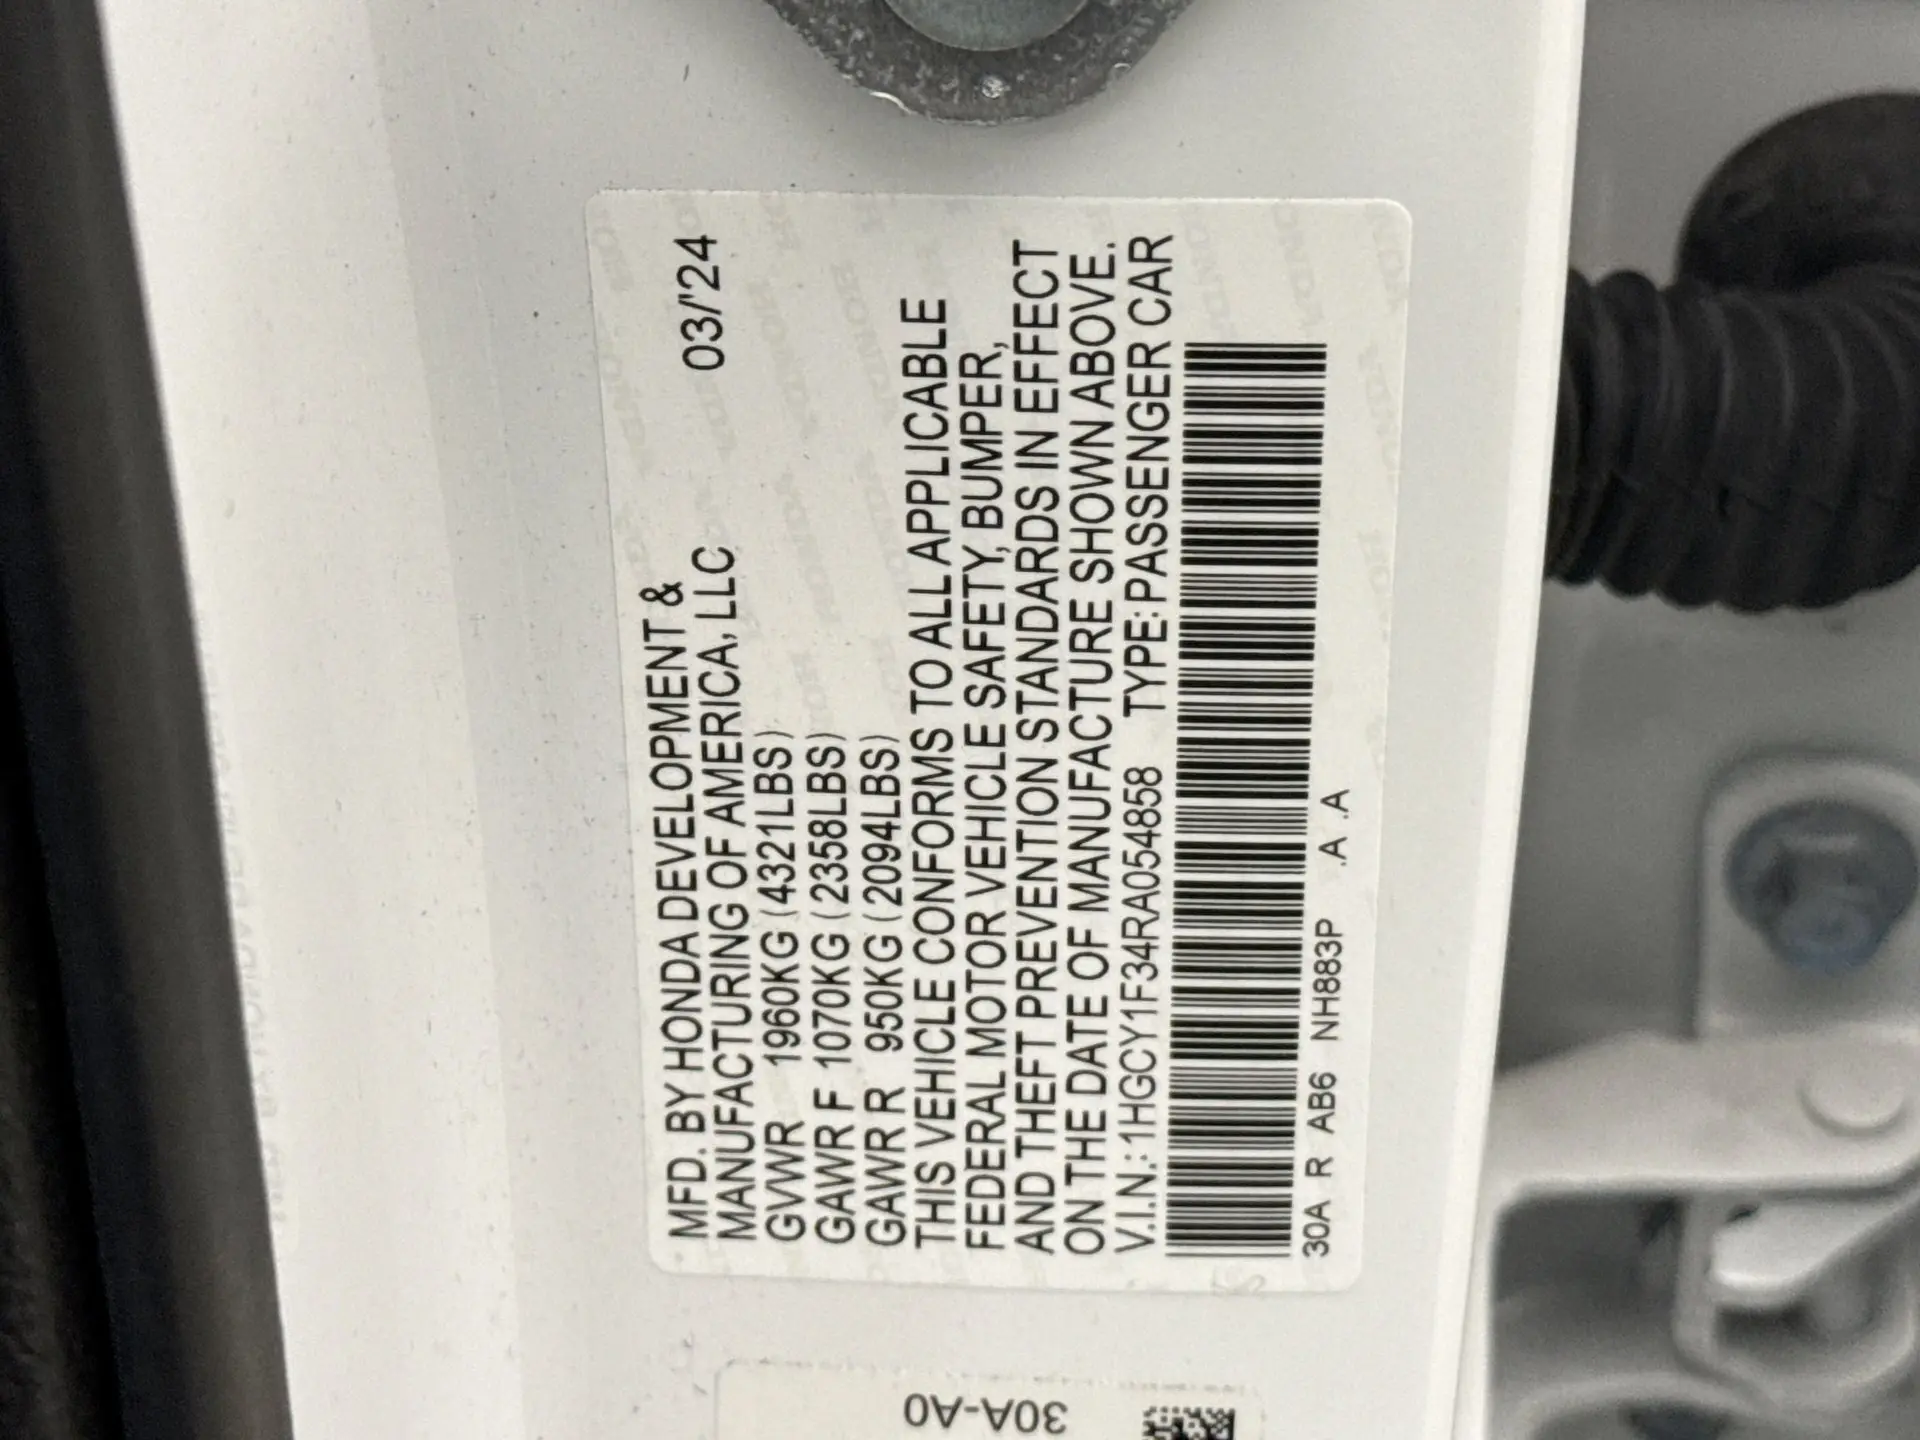 MFD. BY HONDA DEVELOPMENT &
MANUFACTURING OF AMERICA, LLC 03/'24
GVWR 1960KG (4321LBS)
GAWR F 1070KG (2358LBS)
GAWR R 950KG (2094LBS)
THIS VEHICLE CONFORMS TO ALL APPLICABLE
FEDERAL MOTOR VEHICLE SAFETY, BUMPER,
AND THEFT PREVENTION STANDARDS IN EFFECT
ON THE DATE OF MANUFACTURE SHOWN ABOVE.
V.I.N.: 1HGCY1F34RA054858 TYPE: PASSENGER CAR
30A R AB6 NH883P .A .A
30A-A0